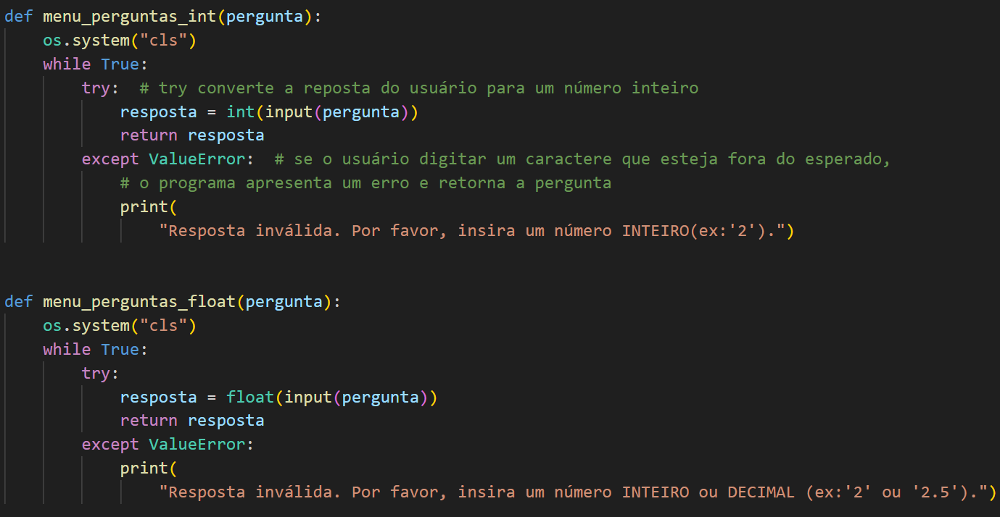 def menu_perguntas_int(pergunta):
    os.system("cls")
    while True:
        try:  # try converte a reposta do usuário para um número inteiro
            resposta = int(input(pergunta))
            return resposta
        except ValueError:  # se o usuário digitar um caractere que esteja fora do esperado,
            # o programa apresenta um erro e retorna a pergunta
            print(
                "Resposta inválida. Por favor, insira um número INTEIRO(ex:'2').")
def menu_perguntas_float(pergunta):
    os.system("cls")
    while True:
        try:
            resposta = float(input(pergunta))
            return resposta
        except ValueError:
            print(
                "Resposta inválida. Por favor, insira um número INTEIRO ou DECIMAL (ex:'2' ou '2.5').")